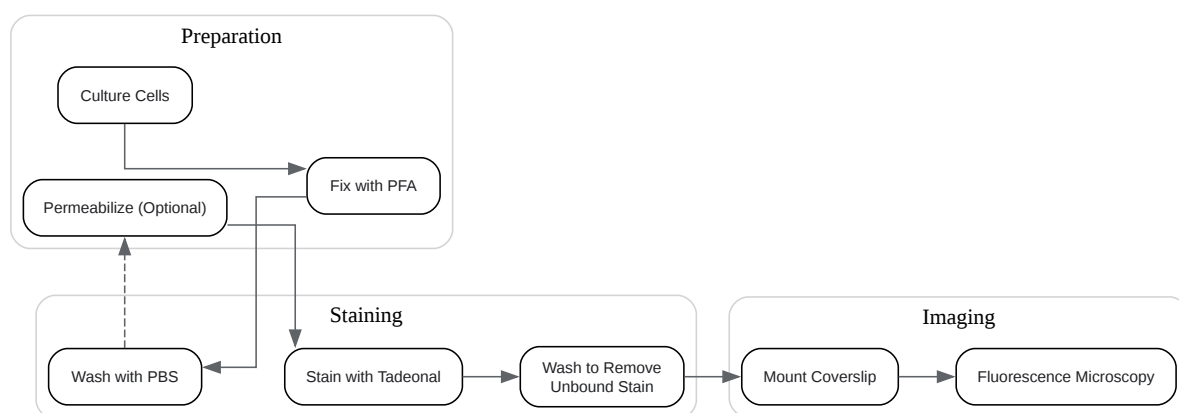 Preparation
Culture Cells
Fix with PFA
Permeabilize (Optional)
Staining
Imaging
Wash with PBS
Stain with Tadeonal
Wash to Remove
Unbound Stain
Mount Coverslip
Fluorescence Microscopy